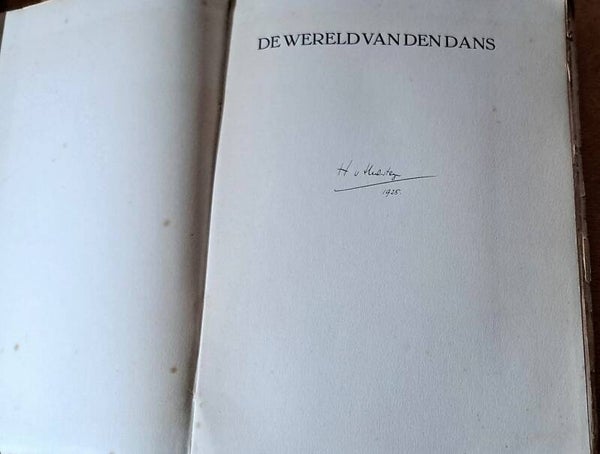 DE WERELD VAN DEN DANS
H v
1925.